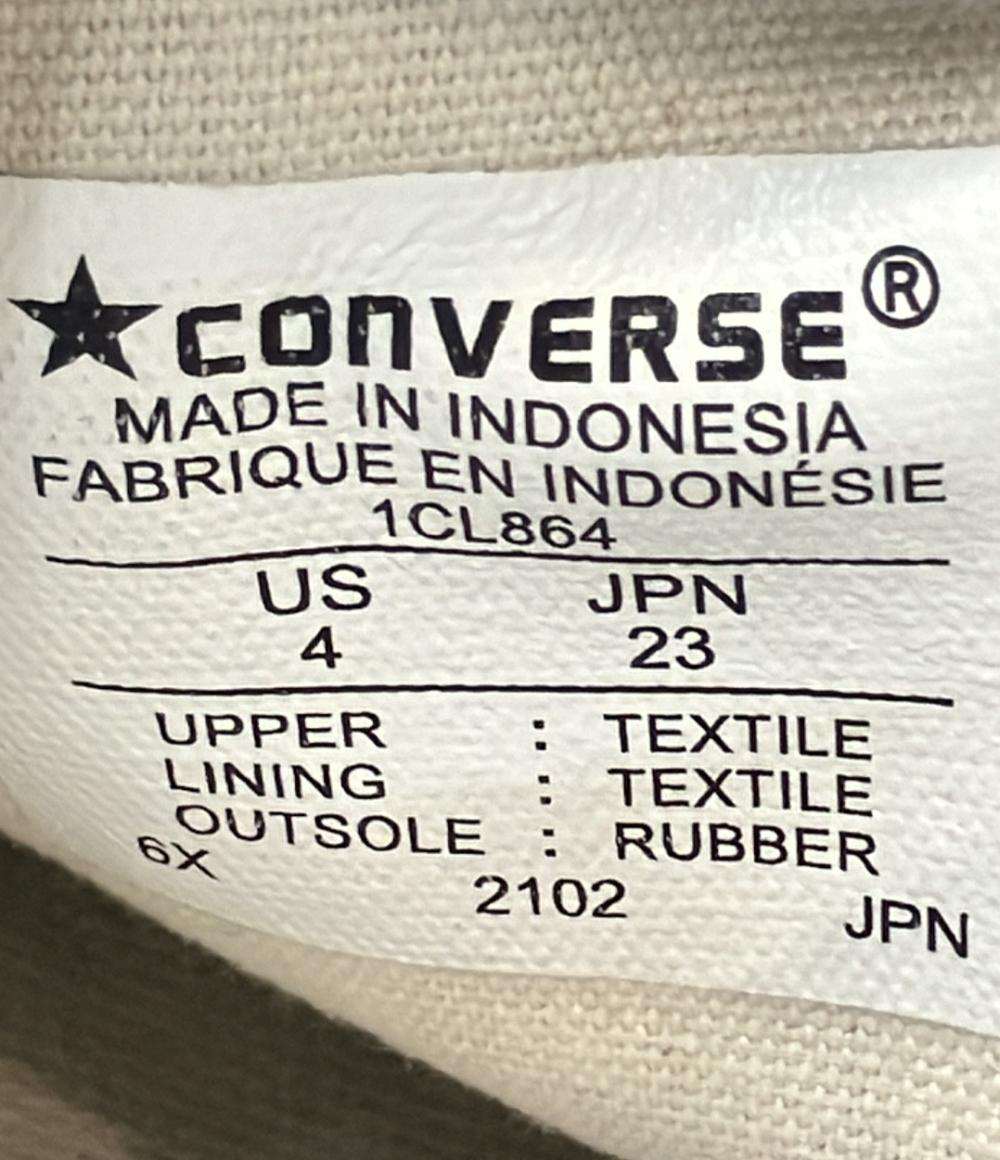 ★CONVERSE®
MADE IN INDONESIA
FABRIQUE EN INDONÉSIE
1CL864
US JPN
4 23
UPPER : TEXTILE
LINING : TEXTILE
OUTSOLE : RUBBER
6X 2102 JPN